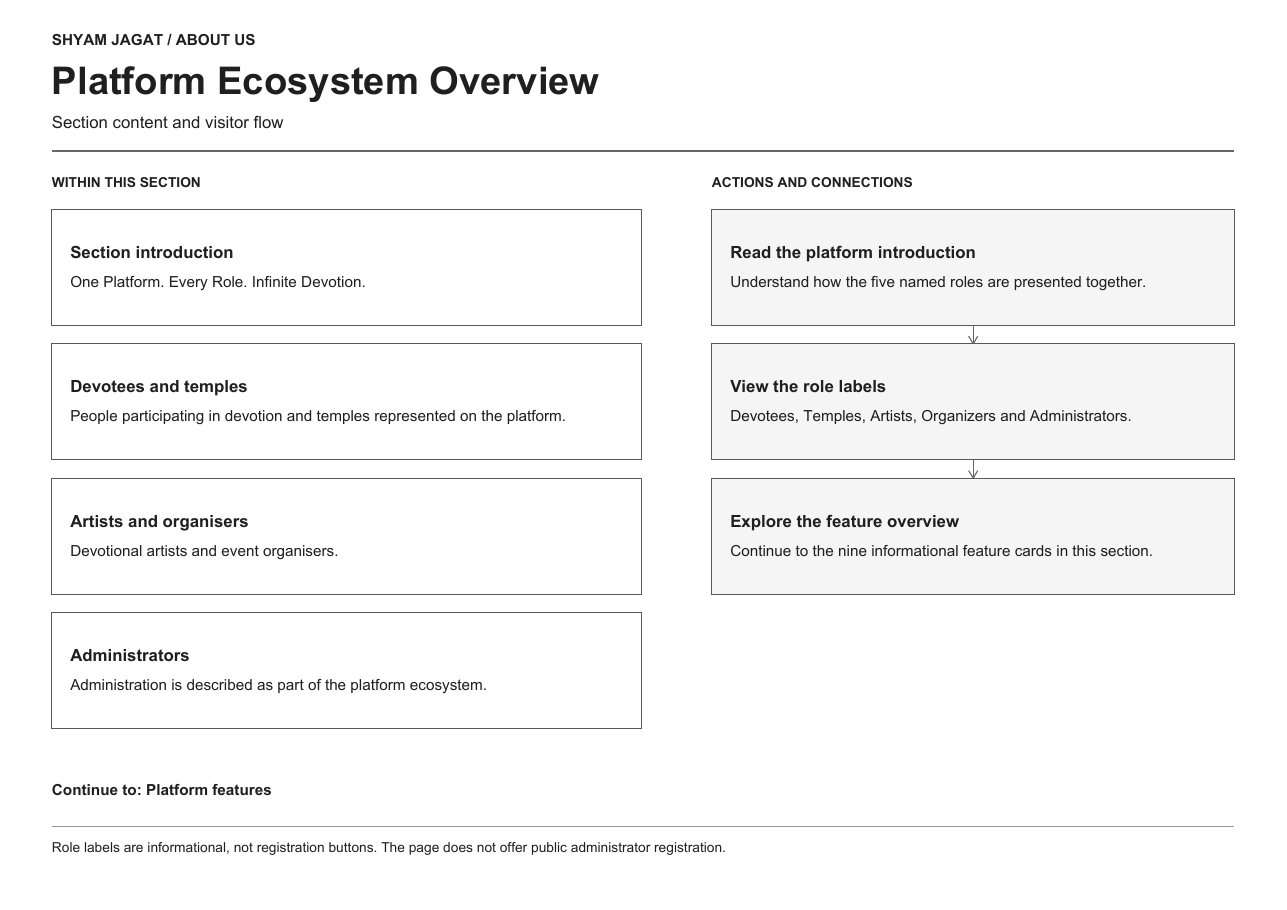 SHYAM JAGAT / ABOUT US
Platform Ecosystem Overview
Section content and visitor flow
WITHIN THIS SECTION
Section introduction
One Platform. Every Role. Infinite Devotion.
Devotees and temples
People participating in devotion and temples represented on the platform.
Artists and organisers
Devotional artists and event organisers.
Administrators
Administration is described as part of the platform ecosystem.
ACTIONS AND CONNECTIONS
Read the platform introduction
Understand how the five named roles are presented together.
View the role labels
Devotees, Temples, Artists, Organizers and Administrators.
Explore the feature overview
Continue to the nine informational feature cards in this section.
Continue to: Platform features
Role labels are informational, not registration buttons. The page does not offer public administrator registration.